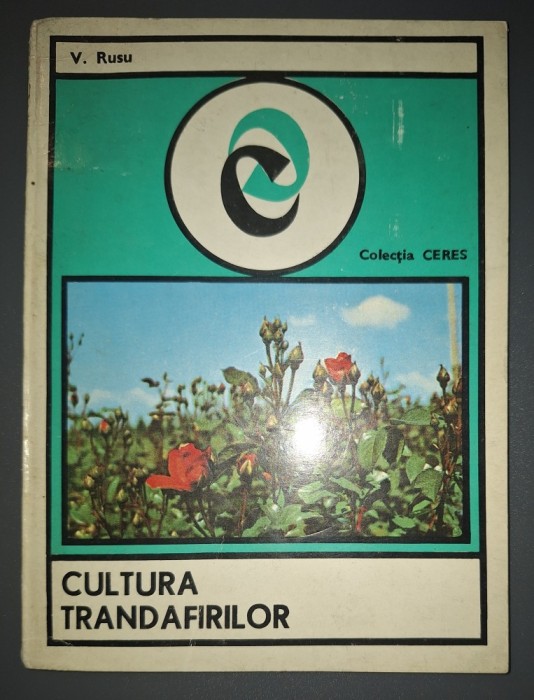 V. Rusu
Colecția CERES
CULTURA
TRANDAFIRILOR